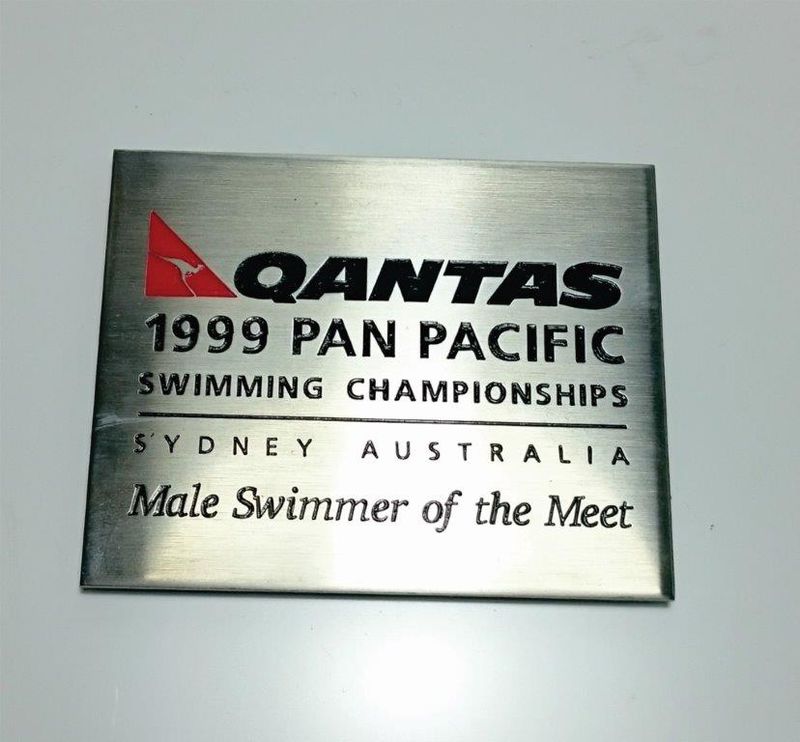 QANTAS
1999 PAN PACIFIC
SWIMMING CHAMPIONSHIPS
SYDNEY AUSTRALIA
Male Swimmer of the Meet